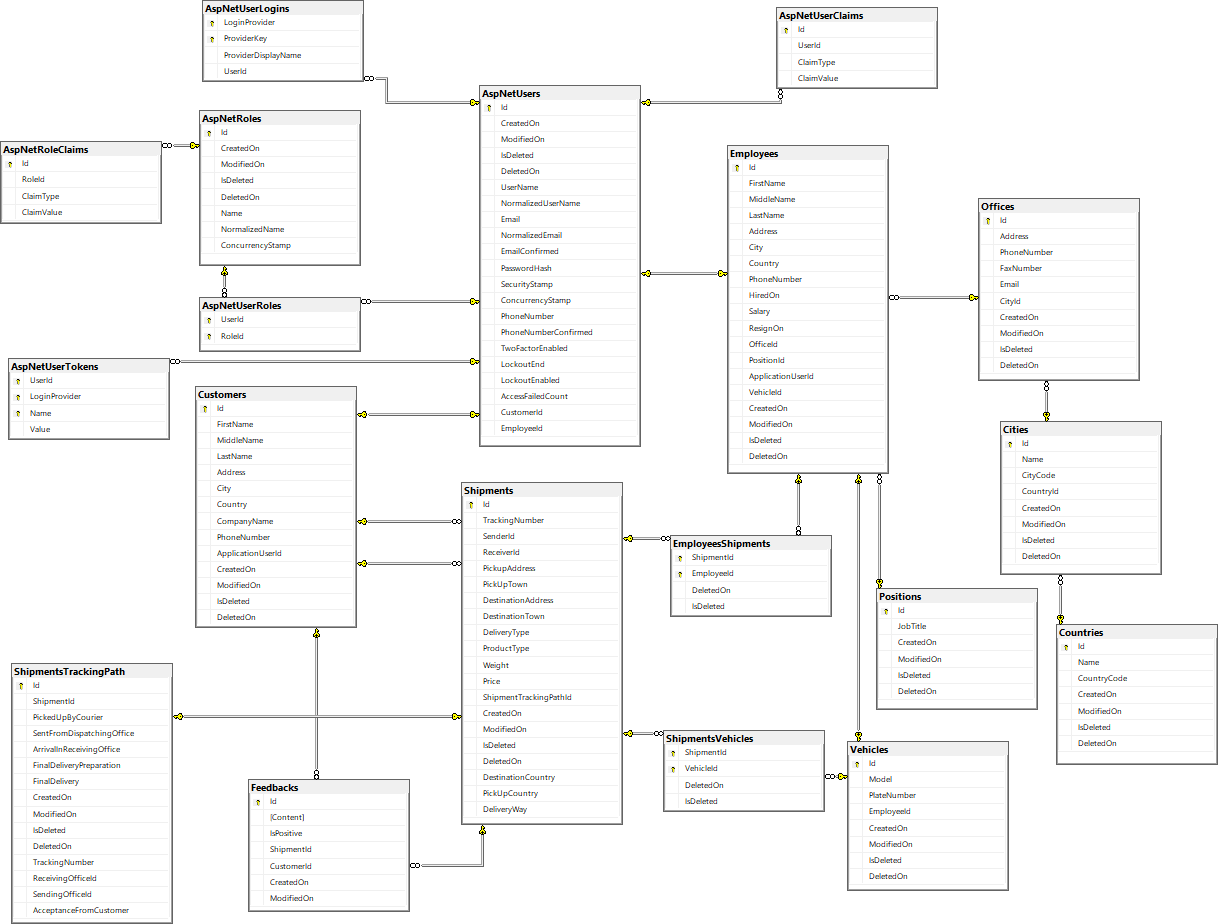 AspNetUserLogins
LoginProvider
ProviderKey
ProviderDisplayName
UserId
AspNetUserClaims
Id
UserId
ClaimType
ClaimValue
AspNetUsers
Id
CreatedOn
ModifiedOn
IsDeleted
DeletedOn
UserName
NormalizedUserName
Email
NormalizedEmail
EmailConfirmed
PasswordHash
SecurityStamp
ConcurrencyStamp
PhoneNumber
PhoneNumberConfirmed
TwoFactorEnabled
LockoutEnd
LockoutEnabled
AccessFailedCount
CustomerId
EmployeeId
AspNetRoles
Id
CreatedOn
ModifiedOn
IsDeleted
DeletedOn
Name
NormalizedName
ConcurrencyStamp
AspNetRoleClaims
Id
RoleId
ClaimType
ClaimValue
Employees
Id
FirstName
MiddleName
LastName
Address
City
Country
PhoneNumber
HiredOn
Salary
ResignOn
OfficeId
PositionId
ApplicationUserId
VehicleId
CreatedOn
ModifiedOn
IsDeleted
DeletedOn
Offices
Id
Address
PhoneNumber
FaxNumber
Email
CityId
CreatedOn
ModifiedOn
IsDeleted
DeletedOn
AspNetUserRoles
UserId
RoleId
AspNetUserTokens
UserId
LoginProvider
Name
Value
Customers
Id
FirstName
MiddleName
LastName
Address
City
Country
CompanyName
PhoneNumber
ApplicationUserId
CreatedOn
ModifiedOn
IsDeleted
DeletedOn
Cities
Id
Name
CityCode
CountryId
CreatedOn
ModifiedOn
IsDeleted
DeletedOn
Shipments
Id
TrackingNumber
SenderId
ReceiverId
PickupAddress
PickUpTown
DestinationAddress
DestinationTown
DeliveryType
ProductType
Weight
Price
ShipmentTrackingPathId
CreatedOn
ModifiedOn
IsDeleted
DeletedOn
DestinationCountry
PickUpCountry
DeliveryWay
EmployeesShipments
ShipmentId
EmployeeId
DeletedOn
IsDeleted
Positions
Id
JobTitle
CreatedOn
ModifiedOn
IsDeleted
DeletedOn
Countries
Id
Name
CountryCode
CreatedOn
ModifiedOn
IsDeleted
DeletedOn
ShipmentsTrackingPath
Id
ShipmentId
PickedUpByCourier
SentFromDispatchingOffice
ArrivalInReceivingOffice
FinalDeliveryPreparation
FinalDelivery
CreatedOn
ModifiedOn
IsDeleted
DeletedOn
TrackingNumber
ReceivingOfficeId
SendingOfficeId
AcceptanceFromCustomer
ShipmentsVehicles
ShipmentId
VehicleId
DeletedOn
IsDeleted
Vehicles
Id
Model
PlateNumber
EmployeeId
CreatedOn
ModifiedOn
IsDeleted
DeletedOn
Feedbacks
Id
[Content]
IsPositive
ShipmentId
CustomerId
CreatedOn
ModifiedOn